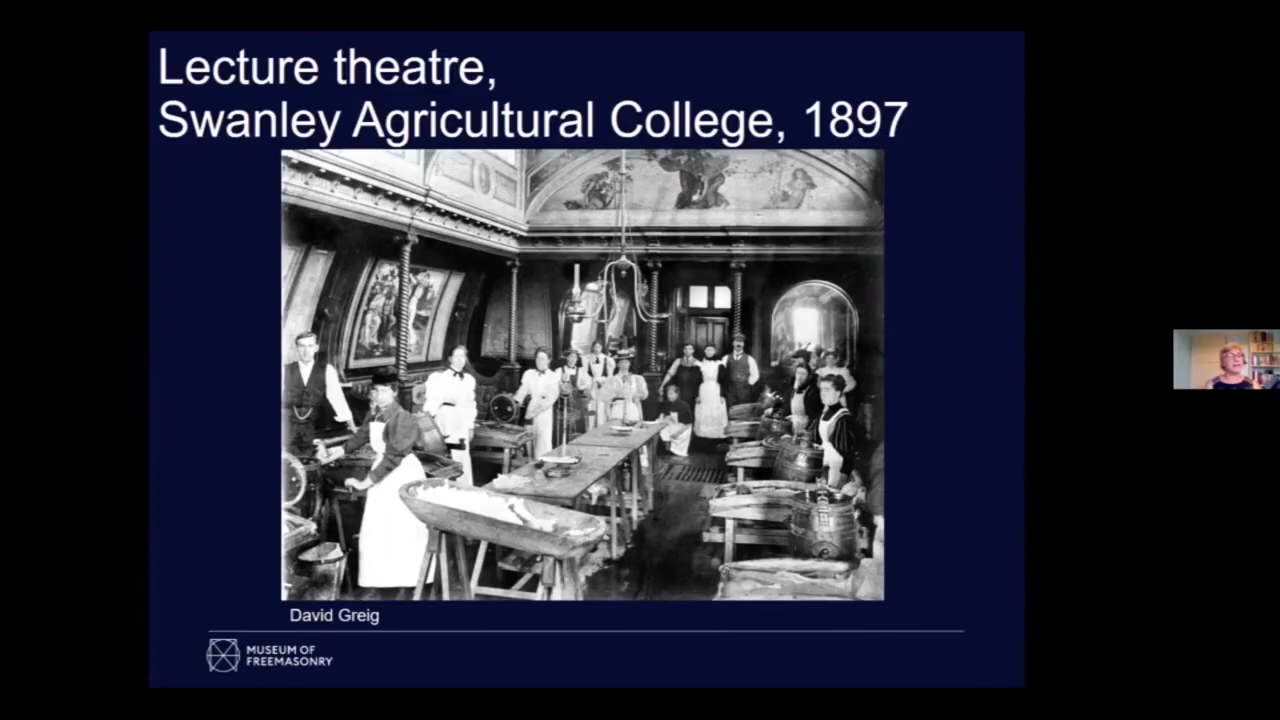 Lecture theatre,
Swanley Agricultural College, 1897
David Greig
MUSEUM OF
FREEMASONRY